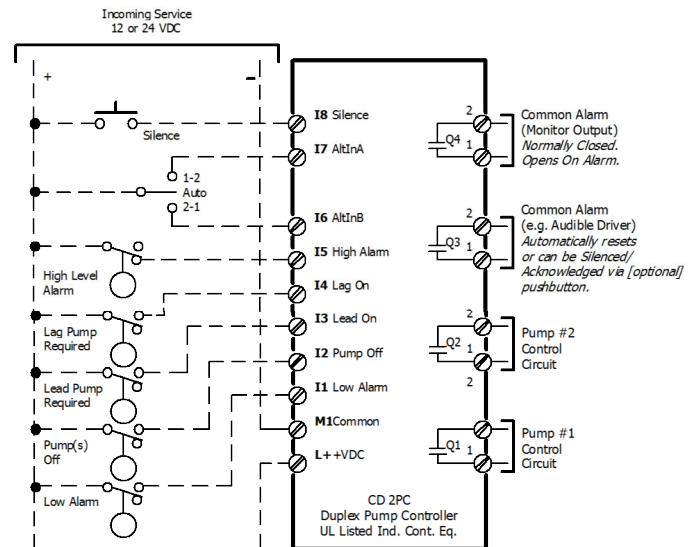 Incoming Service
12 or 24 VDC
+
-
Silence
1-2
Auto
2-1
High Level
Alarm
Lag Pump
Required
Lead Pump
Required
Pump(s)
Off
Low Alarm
I8 Silence
I7 AltInA
I6 AltInB
I5 High Alarm
I4 Lag On
I3 Lead On
I2 Pump Off
I1 Low Alarm
M1Common
L+ +VDC
CD 2PC
Duplex Pump Controller
UL Listed Ind. Cont. Eq.
2
Q4
1
Common Alarm
(Monitor Output)
Normally Closed.
Opens On Alarm.
2
Q3
1
Common Alarm
(e.g. Audible Driver)
Automatically resets
or can be Silenced/
Acknowledged via [optional]
pushbutton.
2
Q2
1
Pump #2
Control
Circuit
2
Q1
1
Pump #1
Control
Circuit